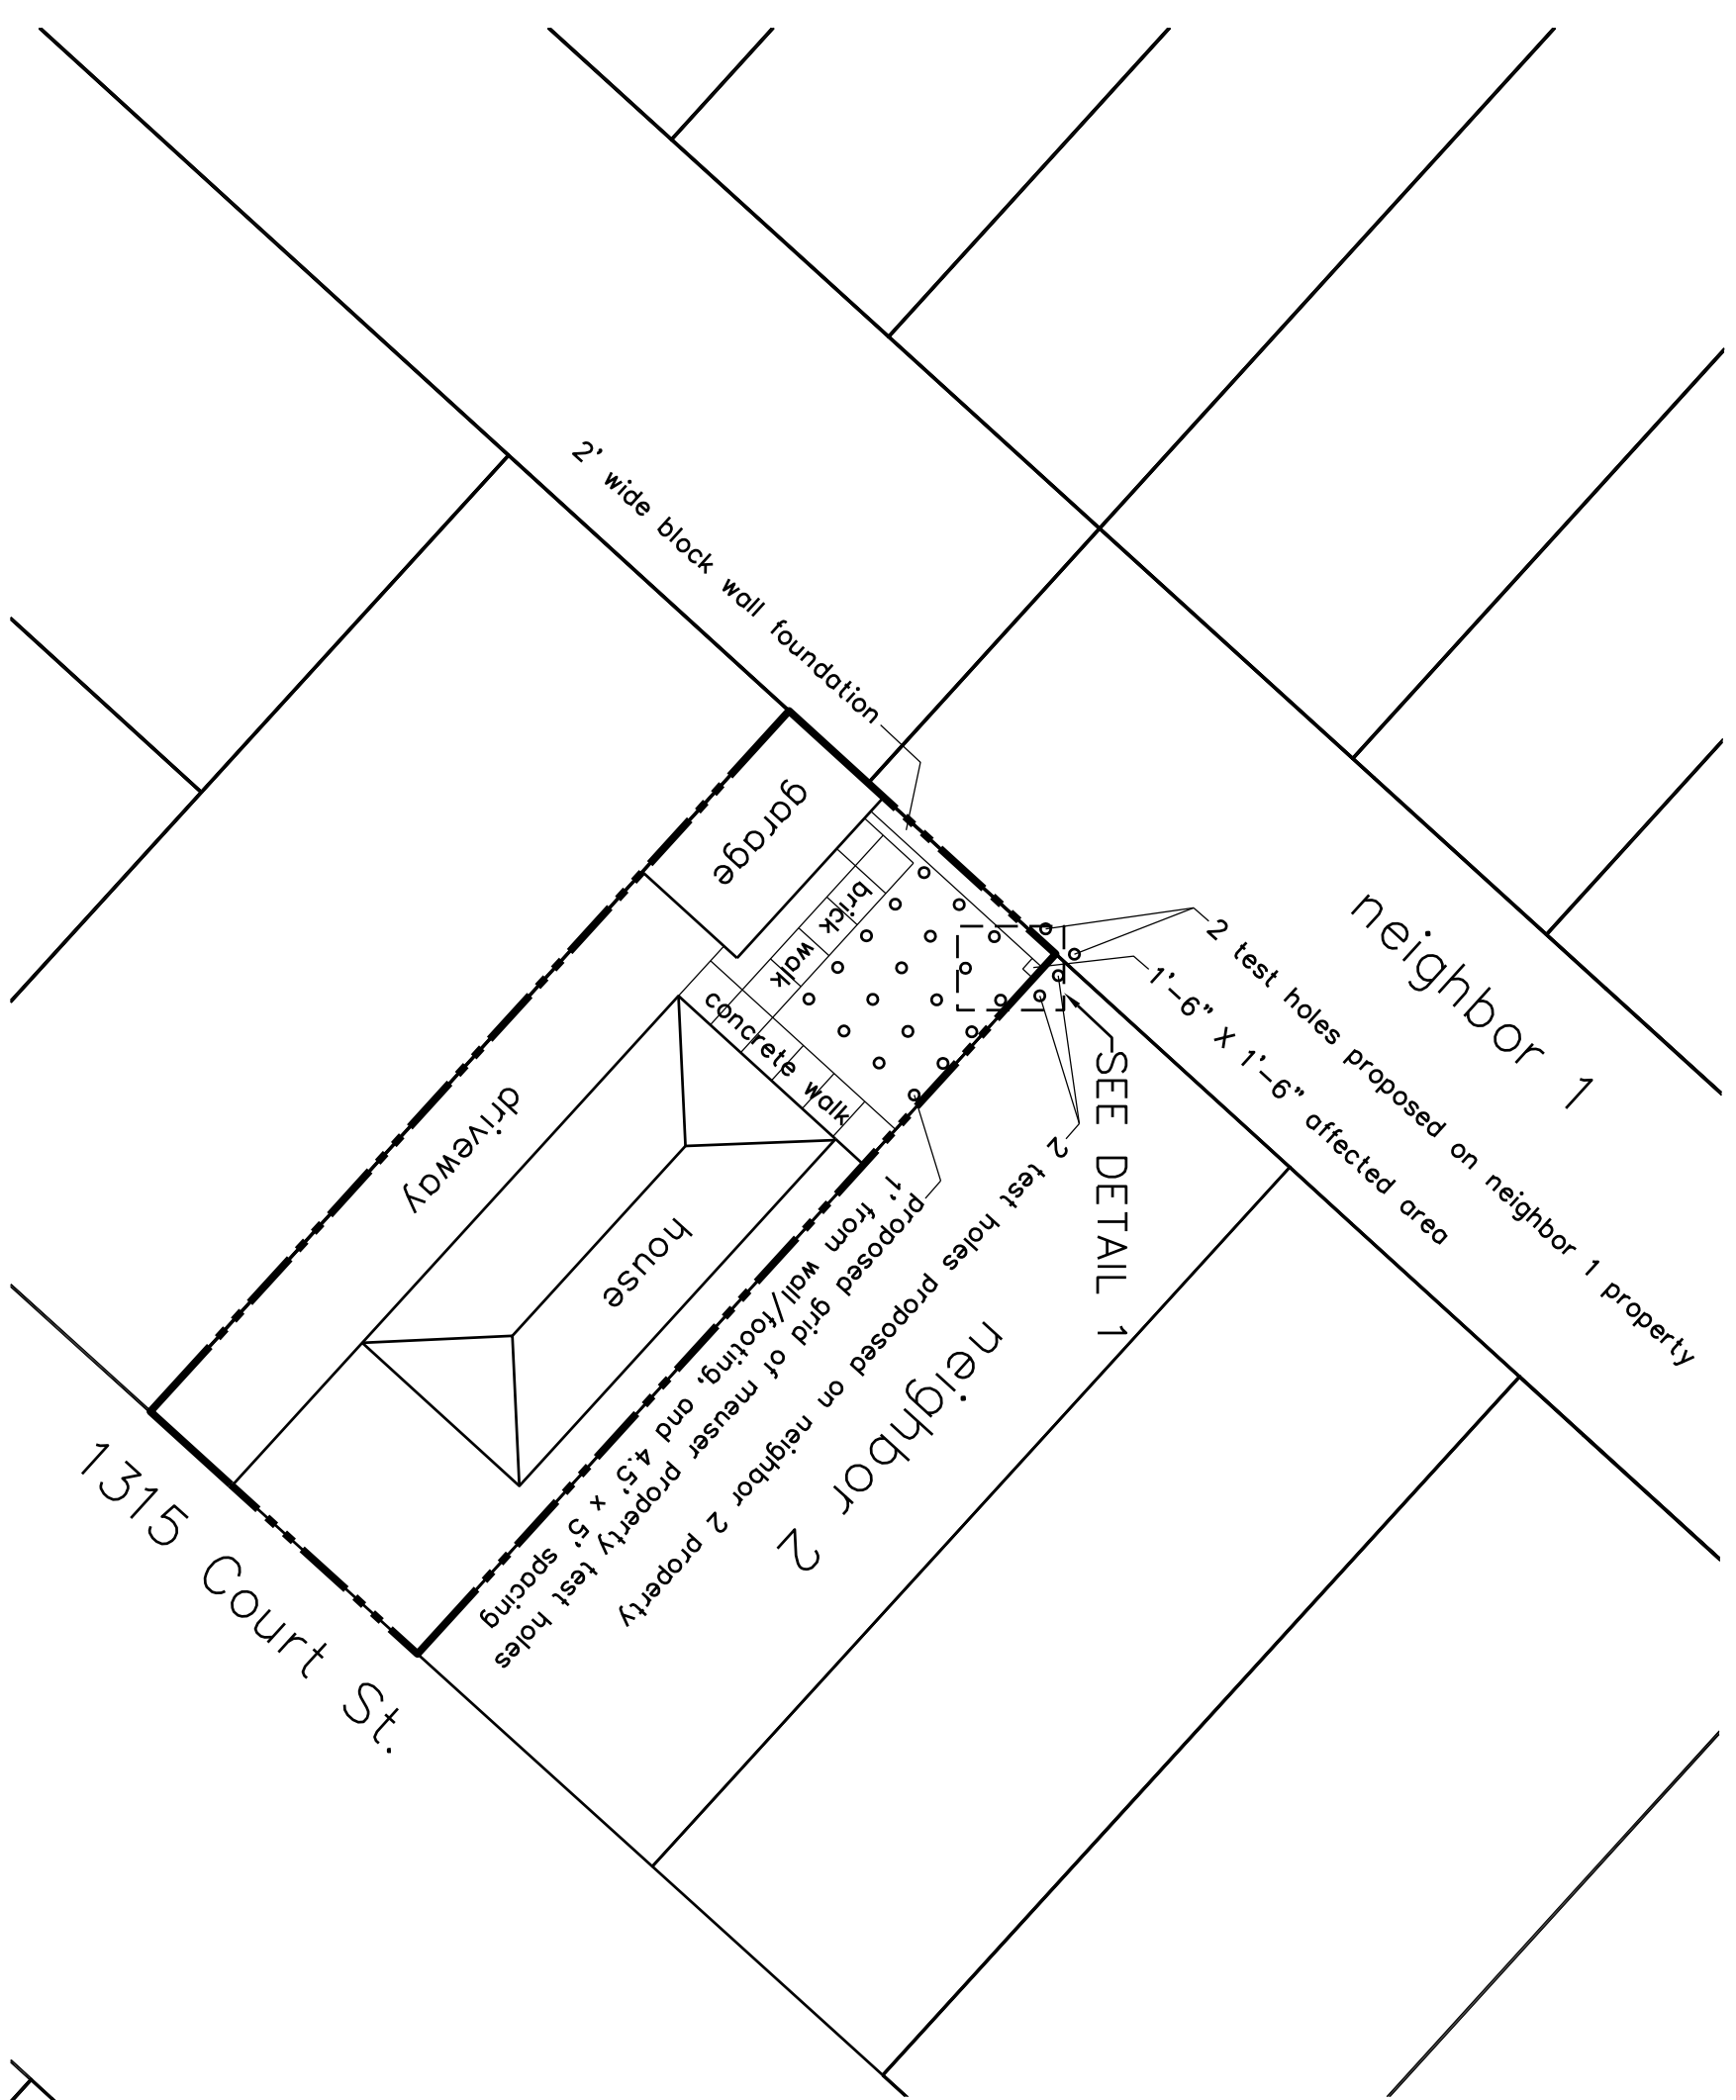 2' wide block wall foundation
garage
brick walk
concrete walk
driveway
house
neighbor 1
2 test holes proposed on neighbor 1 property
1'-6" X 1'-6" affected area
SEE DETAIL 1
2 test holes proposed on neighbor 2 property
proposed grid of meuser property test holes
1' from wall/footing, and 4.5' x 5' spacing
neighbor 2
1315 Court St.